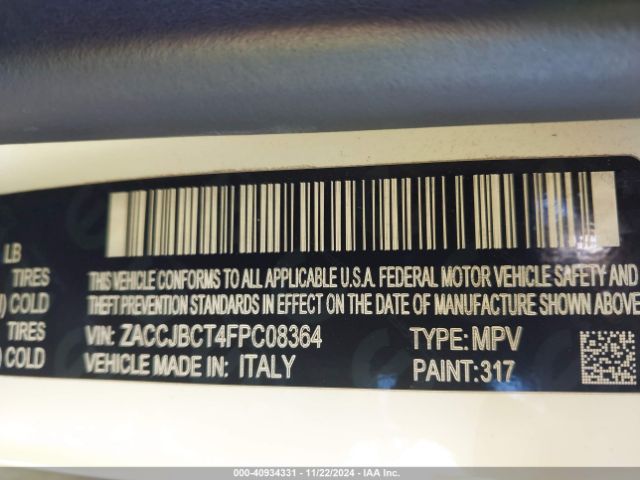 LB
TIRES
) COLD
TIRES
) COLD
THIS VEHICLE CONFORMS TO ALL APPLICABLE U.S.A. FEDERAL MOTOR VEHICLE SAFETY AND
THEFT PREVENTION STANDARDS IN EFFECT ON THE DATE OF MANUFACTURE SHOWN ABOVE
VIN: ZACCJBCT4FPC08364 TYPE: MPV
VEHICLE MADE IN: ITALY PAINT:317
000-40934331 - 11/22/2024 - IAA Inc.